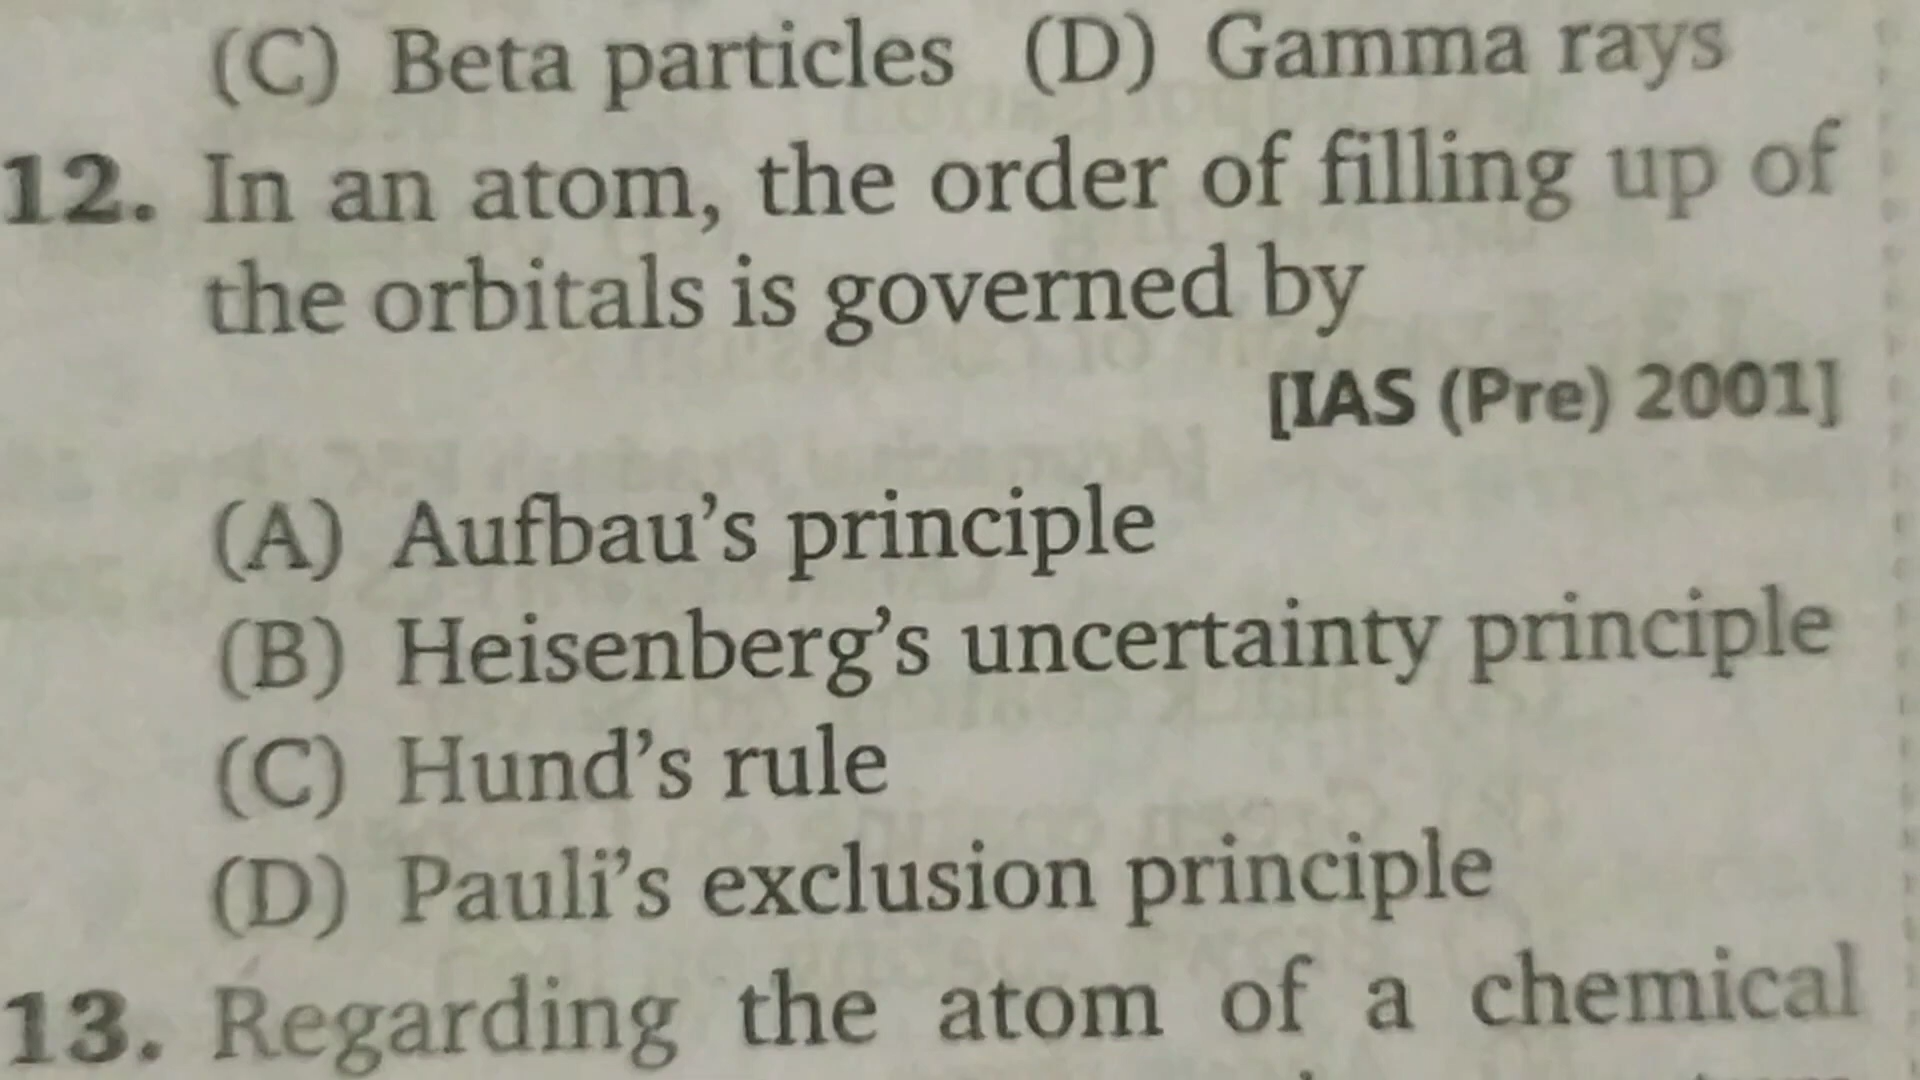 (C) Beta particles (D) Gamma rays
12. In an atom, the order of filling up of
the orbitals is governed by
[IAS (Pre) 2001]
(A) Aufbau's principle
(B) Heisenberg's uncertainty principle
(C) Hund's rule
(D) Pauli's exclusion principle
13. Regarding the atom of a chemical